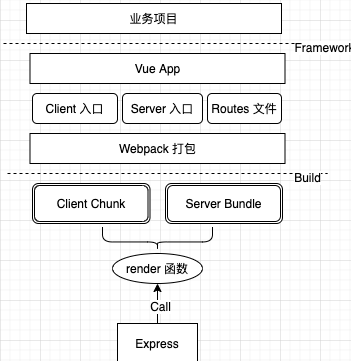 业务项目
Framework
Vue App
Client 入口
Server 入口
Routes 文件
Webpack 打包
Build
Client Chunk
Server Bundle
render 函数
Call
Express